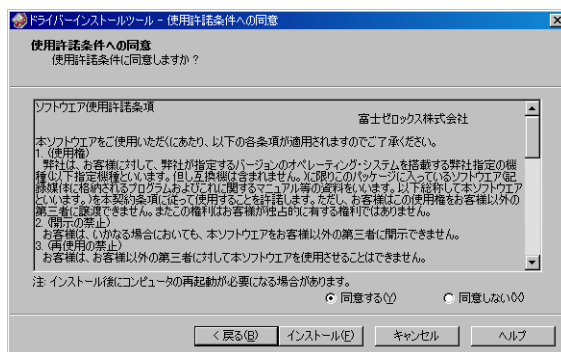 ドライバーインストールツール - 使用許諾条件への同意
使用許諾条件への同意
使用許諾条件に同意しますか？
ソフトウエア使用許諾条項
富士ゼロックス株式会社
本ソフトウエアをご使用いただくにあたり、以下の各条項が適用されますのでご了承ください。
1. (使用権)
弊社は、お客様に対して、弊社が指定するバージョンのオペレーティング・システムを搭載する弊社指定の機
種(以下指定機種といいます。但し互換機は含まれません。)に限りこのパッケージに入っているソフトウエア(記
録媒体に格納されるプログラムおよびこれに関するマニュアル等の資料をいいます。以下総称して本ソフトウエア
といいます。)を本契約条項に従って使用することを許諾します。ただし、お客様はこの使用権をお客様以外の
第三者に譲渡できません。またこの権利はお客様が独占的に有する権利ではありません。
2. (開示の禁止)
お客様は、いかなる場合においても、本ソフトウエアをお客様以外の第三者に開示できません。
3. (再使用の禁止)
お客様は、お客様以外の第三者に対して本ソフトウエアを使用させることはできません。
注: インストール後にコンピュータの再起動が必要になる場合があります。
同意する(Y) 同意しない(X)
< 戻る(B) インストール(F) キャンセル ヘルプ